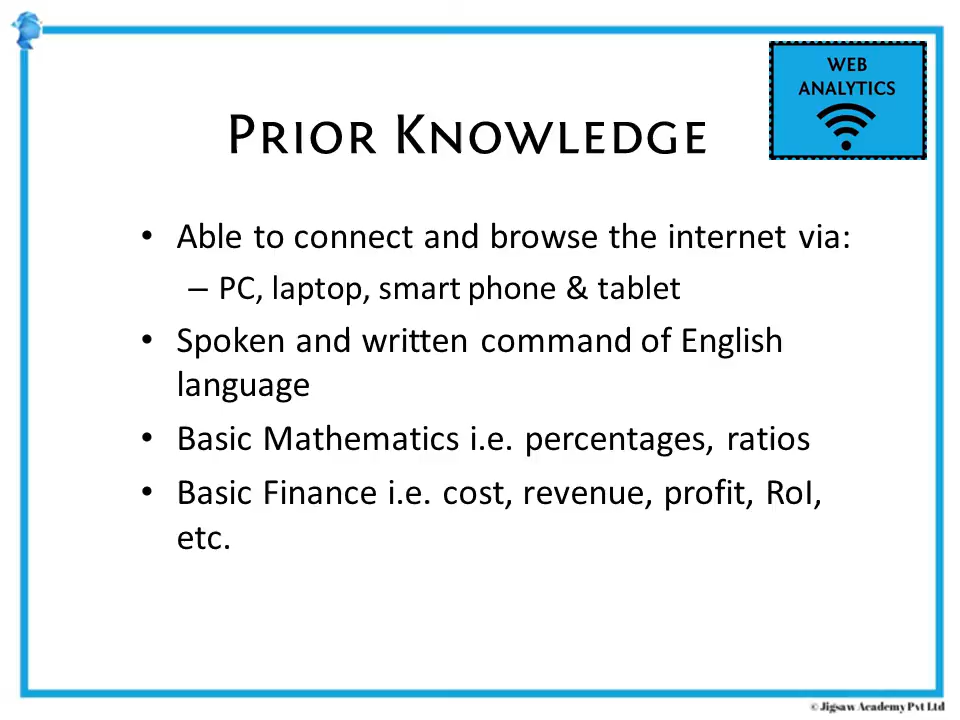 WEB
ANALYTICS
PRIOR KNOWLEDGE
• Able to connect and browse the internet via:
– PC, laptop, smart phone & tablet
• Spoken and written command of English
language
• Basic Mathematics i.e. percentages, ratios
• Basic Finance i.e. cost, revenue, profit, RoI,
etc.
© Jigsaw Academy Pvt Ltd